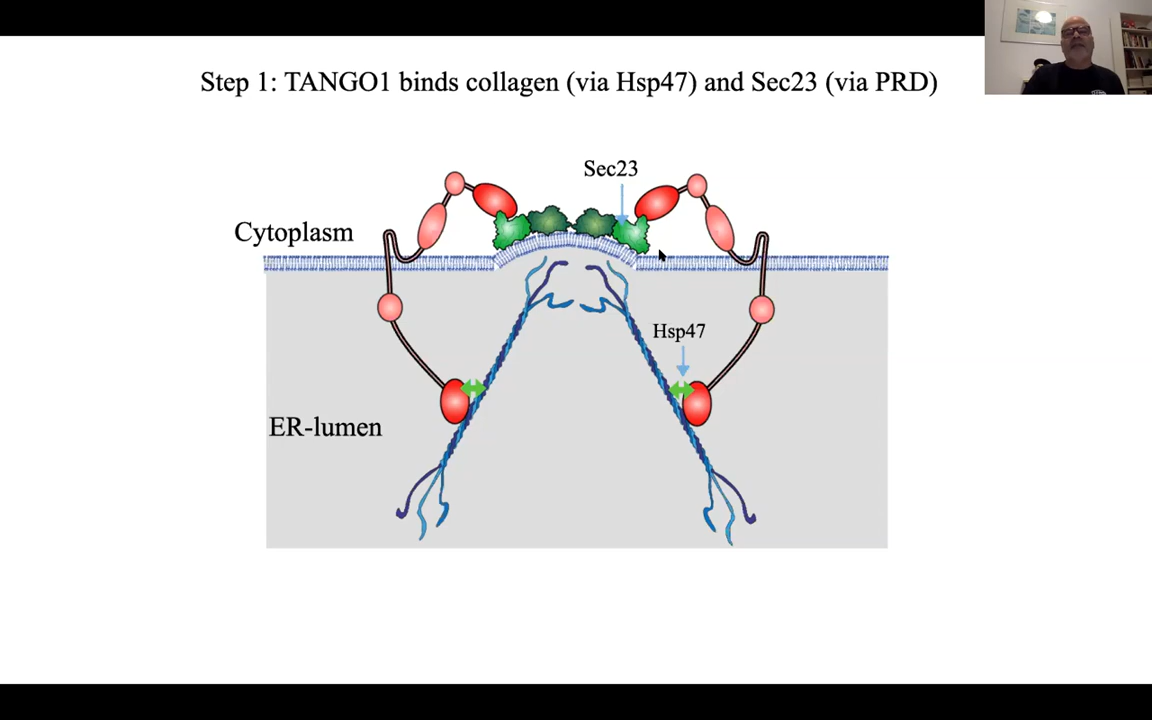 Step 1: TANGO1 binds collagen (via Hsp47) and Sec23 (via PRD)
Sec23
Cytoplasm
Hsp47
ER-lumen